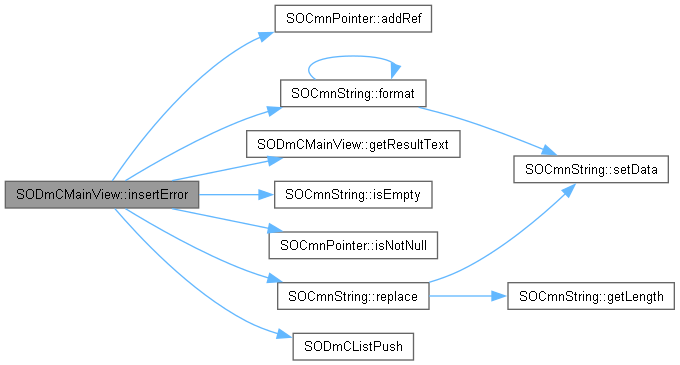 SOCmnPointer::addRef
SOCmnString::format
SODmCMainView::getResultText
SOCmnString::setData
SODmCMainView::insertError
SOCmnString::isEmpty
SOCmnPointer::isNotNull
SOCmnString::replace
SOCmnString::getLength
SODmCListPush